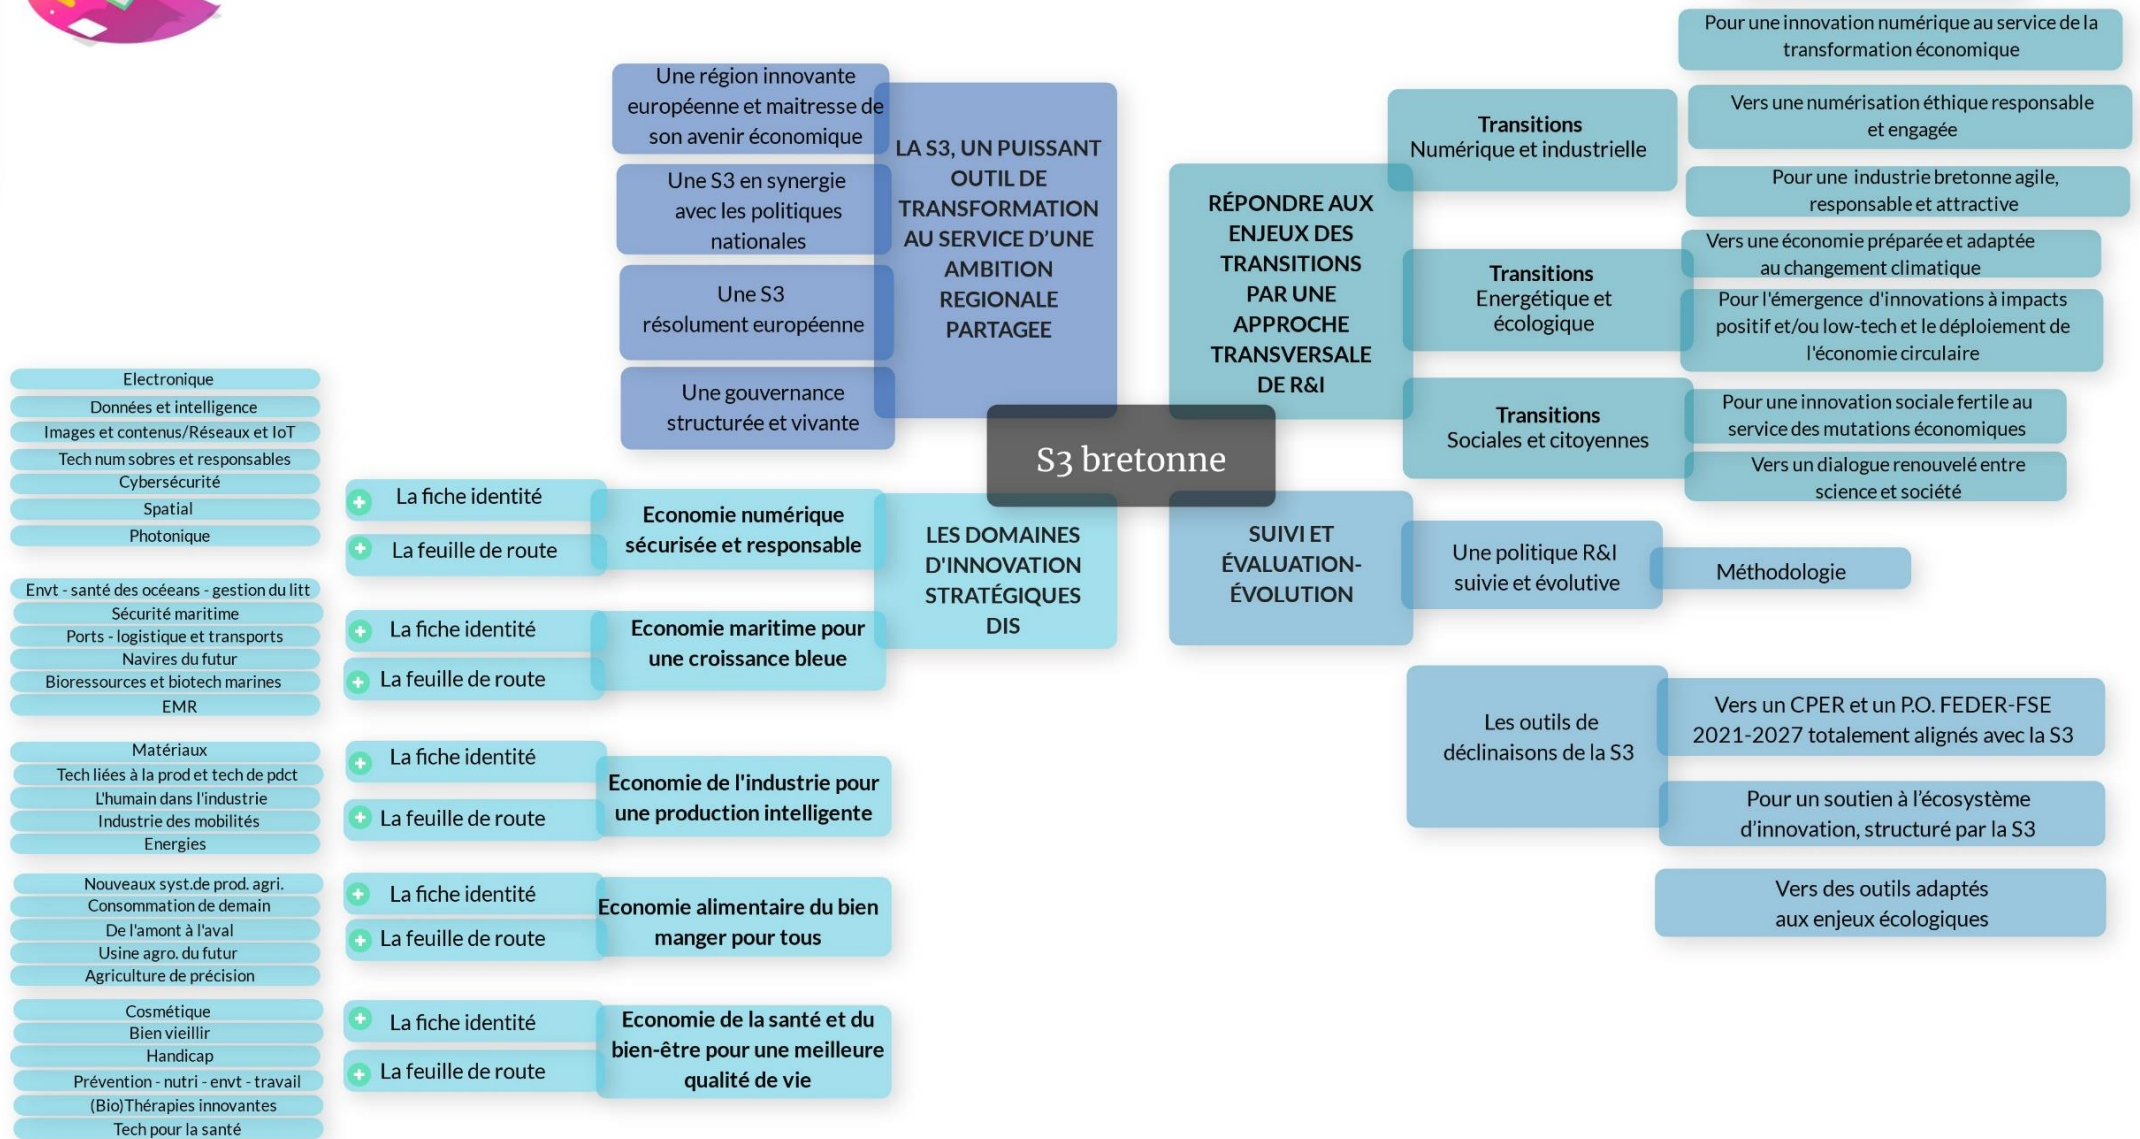 S3 bretonne
LA S3, UN PUISSANT
OUTIL DE
TRANSFORMATION
AU SERVICE D'UNE
AMBITION
REGIONALE
PARTAGEE
Une région innovante
européenne et maitresse de
son avenir économique
Une S3 en synergie
avec les politiques
nationales
Une S3
résolument européenne
Une gouvernance
structurée et vivante
RÉPONDRE AUX
ENJEUX DES
TRANSITIONS
PAR UNE
APPROCHE
TRANSVERSALE
DE R&I
Transitions
Numérique et industrielle
Pour une innovation numérique au service de la
transformation économique
Vers une numérisation éthique responsable
et engagée
Pour une industrie bretonne agile,
responsable et attractive
Transitions
Energétique et
écologique
Vers une économie préparée et adaptée
au changement climatique
Pour l'émergence d'innovations à impacts
positif et/ou low-tech et le déploiement de
l'économie circulaire
Transitions
Sociales et citoyennes
Pour une innovation sociale fertile au
service des mutations économiques
Vers un dialogue renouvelé entre
science et société
LES DOMAINES
D'INNOVATION
STRATÉGIQUES
DIS
Economie numérique
sécurisée et responsable
La fiche identité
La feuille de route
Electronique
Données et intelligence
Images et contenus/Réseaux et IoT
Tech num sobres et responsables
Cybersécurité
Spatial
Photonique
Economie maritime pour
une croissance bleue
La fiche identité
La feuille de route
Envt - santé des océeans - gestion du litt
Sécurité maritime
Ports - logistique et transports
Navires du futur
Bioressources et biotech marines
EMR
Economie de l'industrie pour
une production intelligente
La fiche identité
La feuille de route
Matériaux
Tech liées à la prod et tech de pdct
L'humain dans l'industrie
Industrie des mobilités
Energies
Economie alimentaire du bien
manger pour tous
La fiche identité
La feuille de route
Nouveaux syst.de prod. agri.
Consommation de demain
De l'amont à l'aval
Usine agro. du futur
Agriculture de précision
Economie de la santé et du
bien-être pour une meilleure
qualité de vie
La fiche identité
La feuille de route
Cosmétique
Bien vieillir
Handicap
Prévention - nutri - envt - travail
(Bio)Thérapies innovantes
Tech pour la santé
SUIVI ET
ÉVALUATION-
ÉVOLUTION
Une politique R&I
suivie et évolutive
Méthodologie
Les outils de
déclinaisons de la S3
Vers un CPER et un P.O. FEDER-FSE
2021-2027 totalement alignés avec la S3
Pour un soutien à l’écosystème
d’innovation, structuré par la S3
Vers des outils adaptés
aux enjeux écologiques